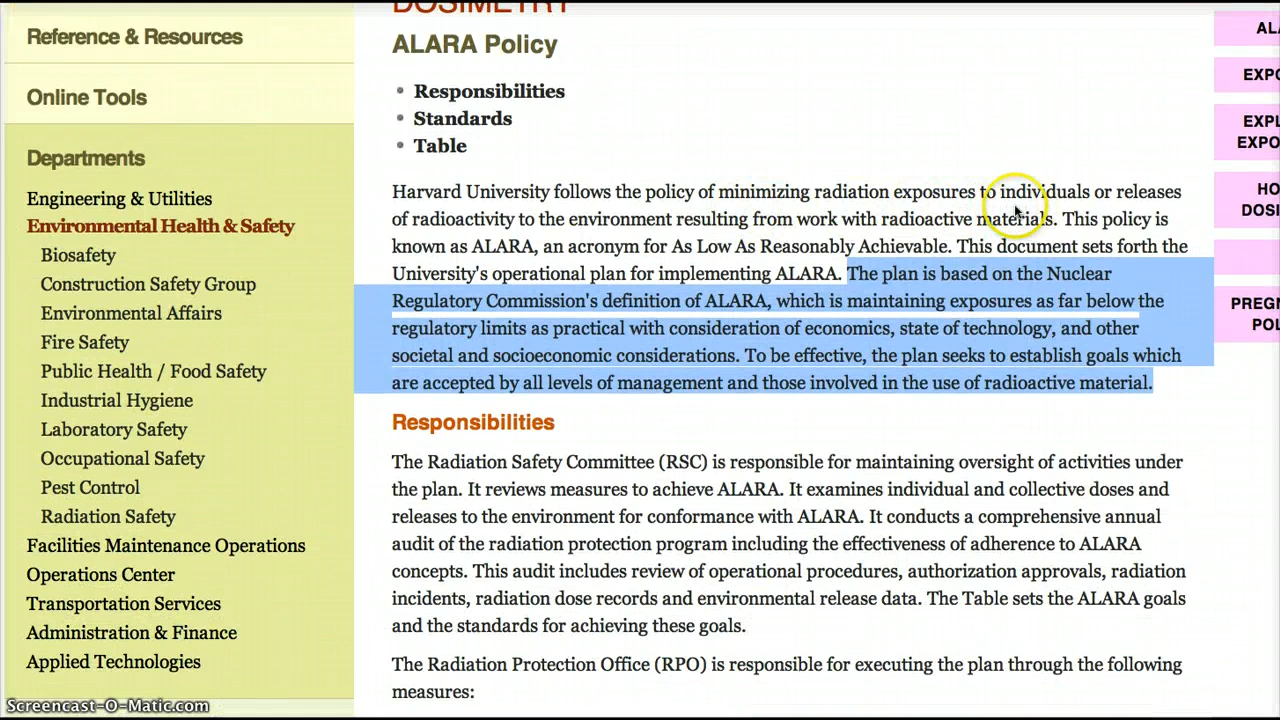 DOSIMETRY
Reference & Resources
Online Tools
Departments
Engineering & Utilities
Environmental Health & Safety
Biosafety
Construction Safety Group
Environmental Affairs
Fire Safety
Public Health / Food Safety
Industrial Hygiene
Laboratory Safety
Occupational Safety
Pest Control
Radiation Safety
Facilities Maintenance Operations
Operations Center
Transportation Services
Administration & Finance
Applied Technologies
ALARA Policy
Responsibilities
Standards
Table
Harvard University follows the policy of minimizing radiation exposures to individuals or releases
of radioactivity to the environment resulting from work with radioactive materials. This policy is
known as ALARA, an acronym for As Low As Reasonably Achievable. This document sets forth the
University's operational plan for implementing ALARA. The plan is based on the Nuclear
Regulatory Commission's definition of ALARA, which is maintaining exposures as far below the
regulatory limits as practical with consideration of economics, state of technology, and other
societal and socioeconomic considerations. To be effective, the plan seeks to establish goals which
are accepted by all levels of management and those involved in the use of radioactive material.
Responsibilities
The Radiation Safety Committee (RSC) is responsible for maintaining oversight of activities under
the plan. It reviews measures to achieve ALARA. It examines individual and collective doses and
releases to the environment for conformance with ALARA. It conducts a comprehensive annual
audit of the radiation protection program including the effectiveness of adherence to ALARA
concepts. This audit includes review of operational procedures, authorization approvals, radiation
incidents, radiation dose records and environmental release data. The Table sets the ALARA goals
and the standards for achieving these goals.
The Radiation Protection Office (RPO) is responsible for executing the plan through the following
measures:
ALA
EXPO
EXPL
EXPO
HO
DOSI
PREGN
POL
Screencast-O-Matic.com